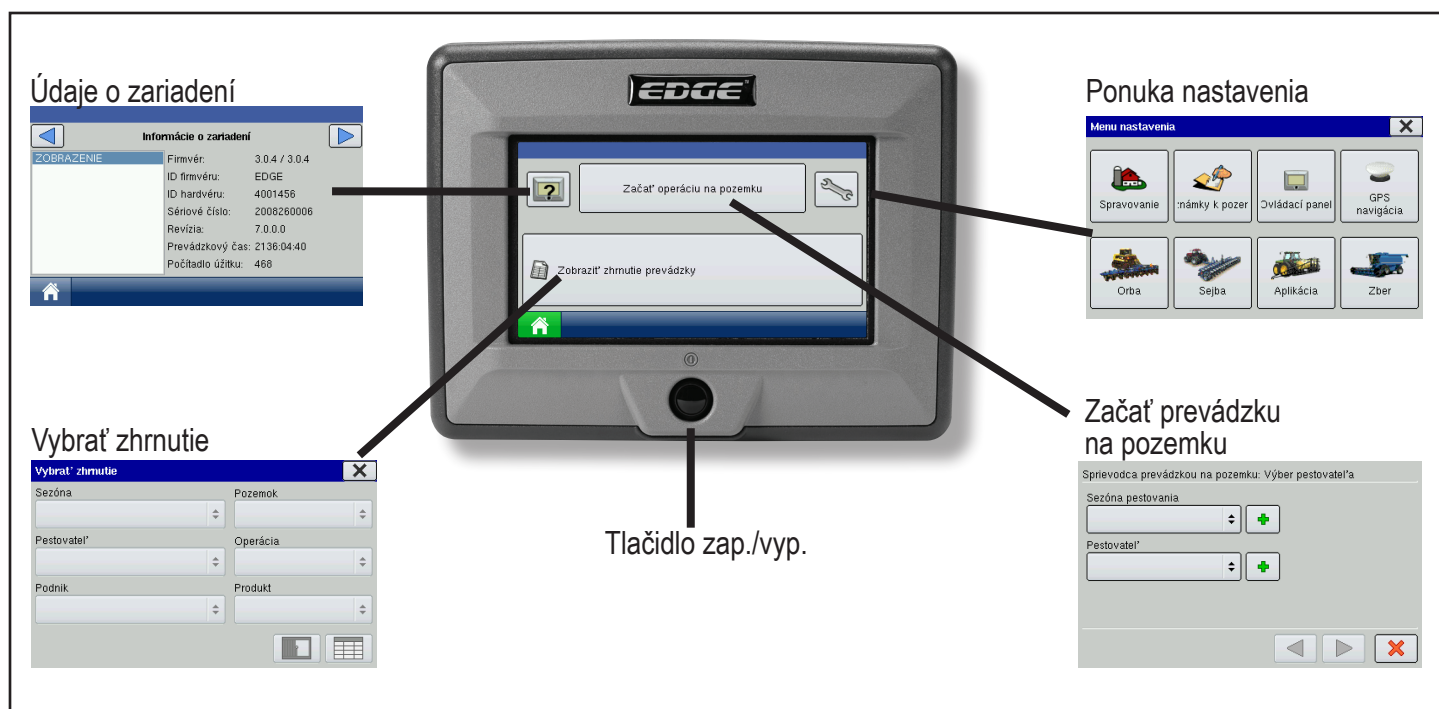 Údaje o zariadení
Informácie o zariadení
ZOBRAZENIE
Firmvér: 3.0.4 / 3.0.4
ID firmvéru: EDGE
ID hardvéru: 4001456
Sériové číslo: 2008260006
Revízia: 7.0.0.0
Prevádzkový čas: 2136:04:40
Počítadlo úžitku: 468
EDGE
Začať operáciu na pozemku
Zobraziť zhrnutie prevádzky
Ponuka nastavenia
Menu nastavenia
Spravovanie
:námky k pozer
Ovládací panel
GPS
navigácia
Orba
Sejba
Aplikácia
Zber
Vybrať zhrnutie
Vybrať zhrnutie
Sezóna
Pozemok
Pestovateľ
Operácia
Podnik
Produkt
Tlačidlo zap./vyp.
Začať prevádzku
na pozemku
Sprievodca prevádzkou na pozemku: Výber pestovateľa
Sezóna pestovania
Pestovateľ